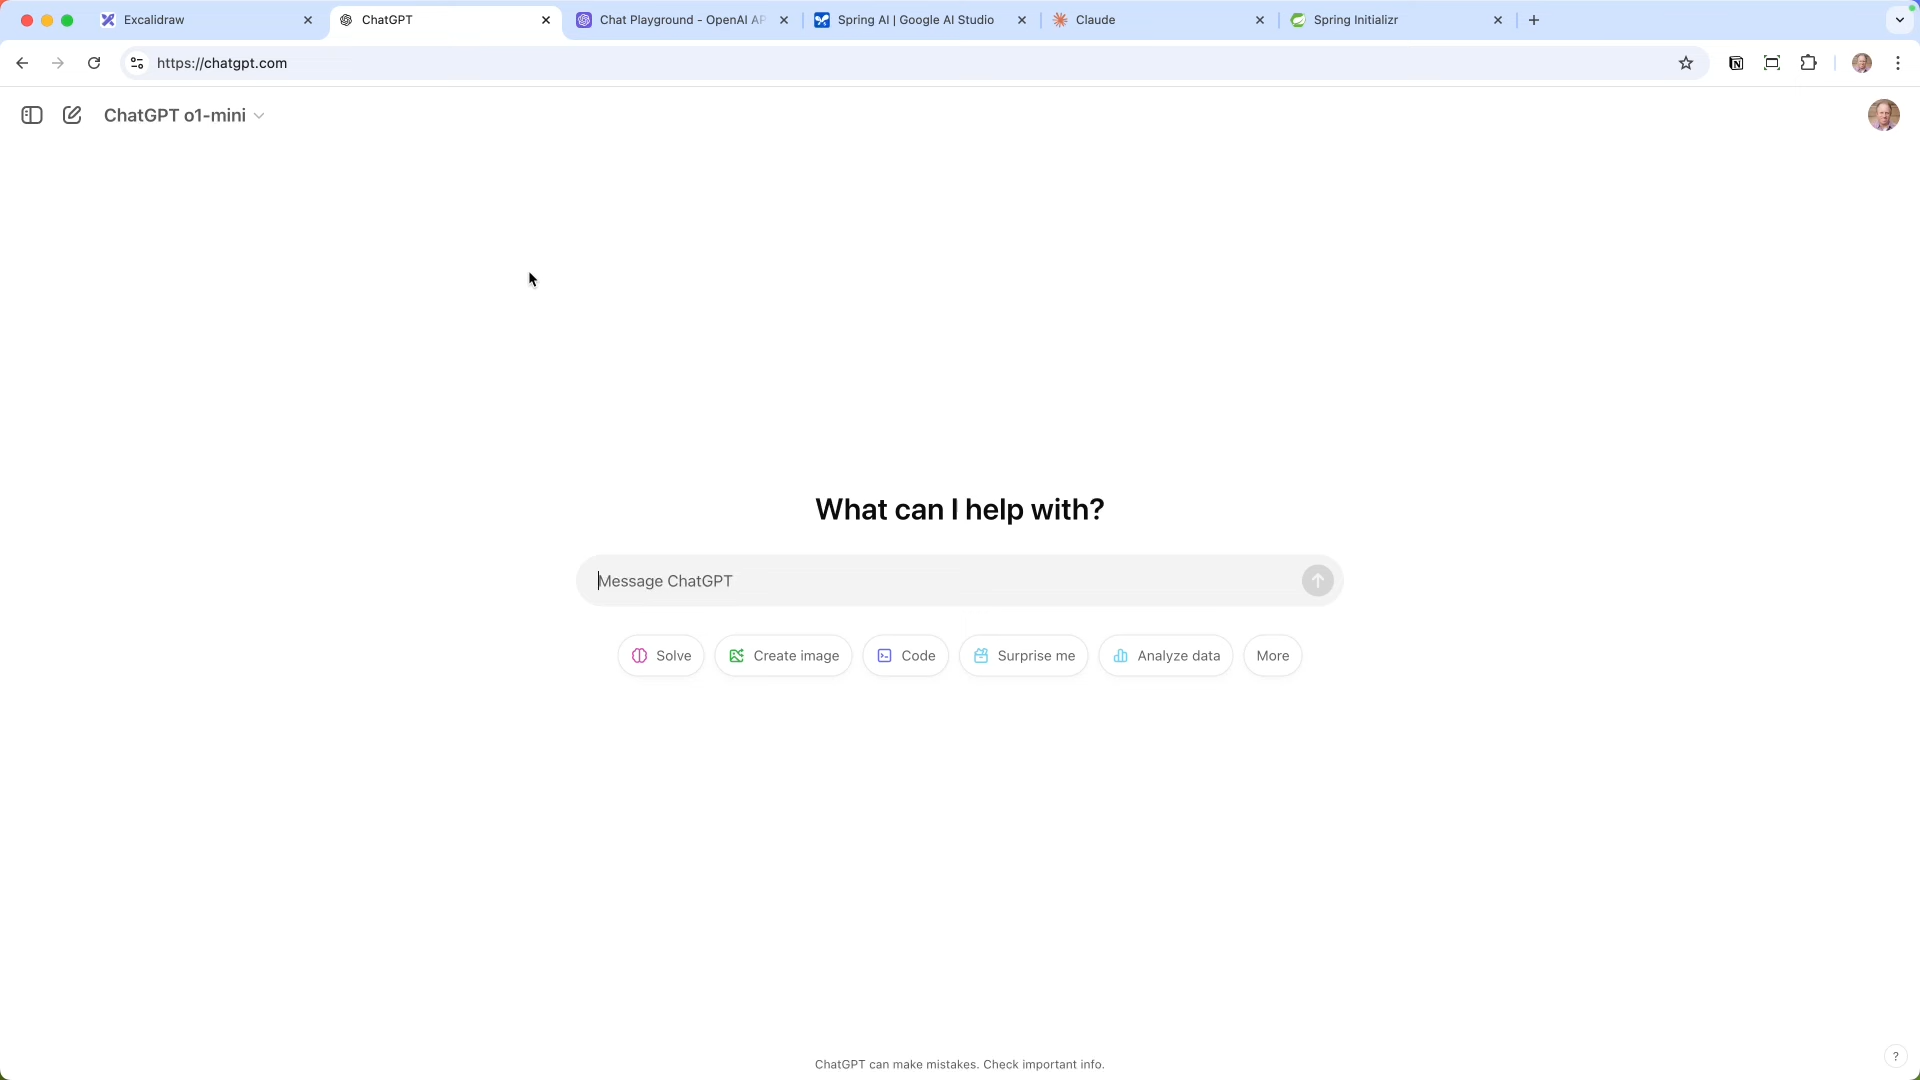 Excalidraw
ChatGPT
Chat Playground - OpenAI AP
Spring AI | Google AI Studio
Claude
Spring Initializr
https://chatgpt.com
ChatGPT o1-mini
What can I help with?
Message ChatGPT
Solve
Create image
Code
Surprise me
Analyze data
More
ChatGPT can make mistakes. Check important info.
?